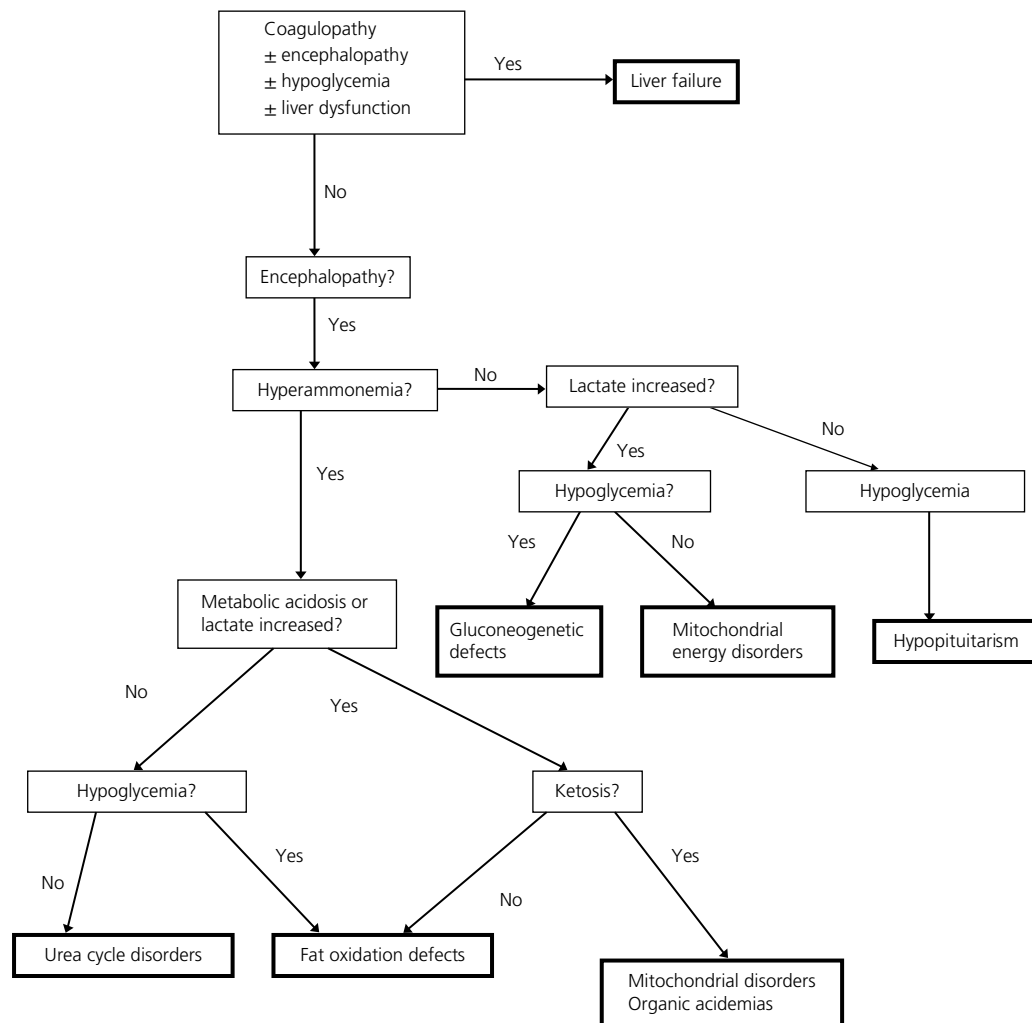 Coagulopathy
± encephalopathy
± hypoglycemia
± liver dysfunction
Yes
Liver failure
No
Encephalopathy?
Yes
Hyperammonemia?
No
Lactate increased?
Yes
Yes
No
Hypoglycemia?
Hypoglycemia
Yes
No
Metabolic acidosis or
lactate increased?
Gluconeogenetic
defects
Mitochondrial
energy disorders
Hypopituitarism
No
Yes
Hypoglycemia?
Ketosis?
No
Yes
No
Yes
Urea cycle disorders
Fat oxidation defects
Mitochondrial disorders
Organic acidemias